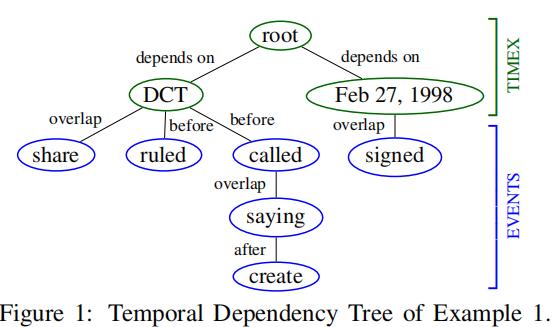 root
depends on
depends on
DCT
Feb 27, 1998
TIMEX
overlap
before
before
overlap
share
ruled
called
signed
overlap
saying
EVENTS
after
create
Figure 1: Temporal Dependency Tree of Example 1.